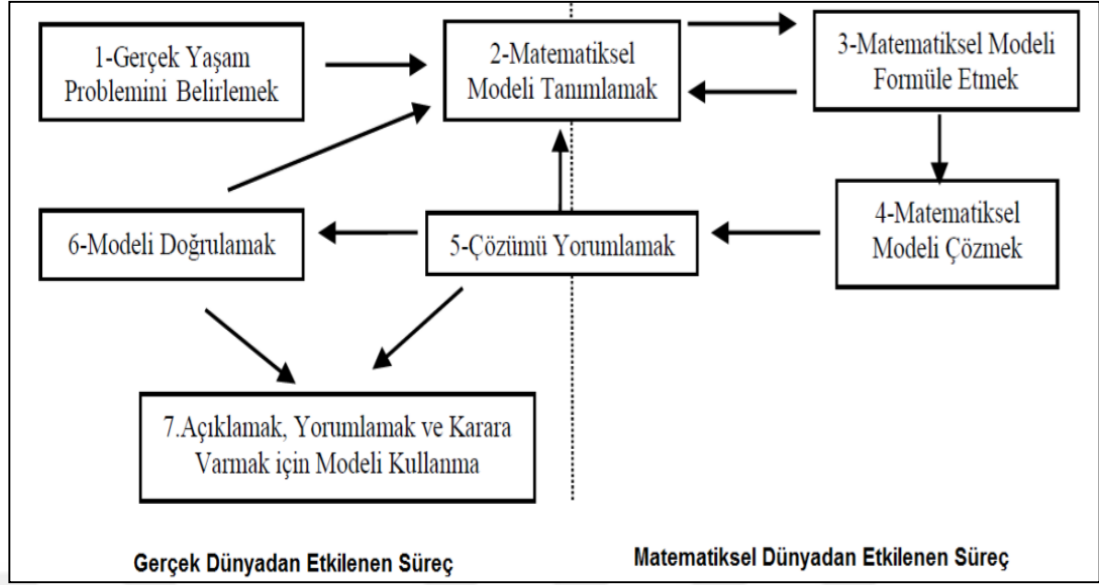 1-Gerçek Yaşam
Problemini Belirlemek
2-Matematiksel
Modeli Tanımlamak
3-Matematiksel Modeli
Formüle Etmek
6-Modeli Doğrulamak
5-Çözümü Yorumlamak
4-Matematiksel
Modeli Çözmek
7.Açıklamak, Yorumlamak ve Karara
Varmak için Modeli Kullanma
Gerçek Dünyadan Etkilenen Süreç
Matematiksel Dünyadan Etkilenen Süreç